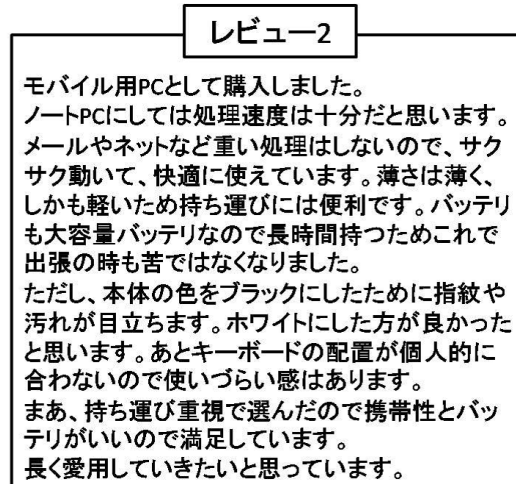 レビュー2
モバイル用PCとして購入しました。
ノートPCにしては処理速度は十分だと思います。
メールやネットなど重い処理はしないので、サク
サク動いて、快適に使えています。薄さは薄く、
しかも軽いため持ち運びには便利です。バッテリ
も大容量バッテリなので長時間持つためこれで
出張の時も苦ではなくなりました。
ただし、本体の色をブラックにしたために指紋や
汚れが目立ちます。ホワイトにした方が良かった
と思います。あとキーボードの配置が個人的に
合わないので使いづらい感はあります。
まあ、持ち運び重視で選んだので携帯性とバッ
テリがいいので満足しています。
長く愛用していきたいと思っています。